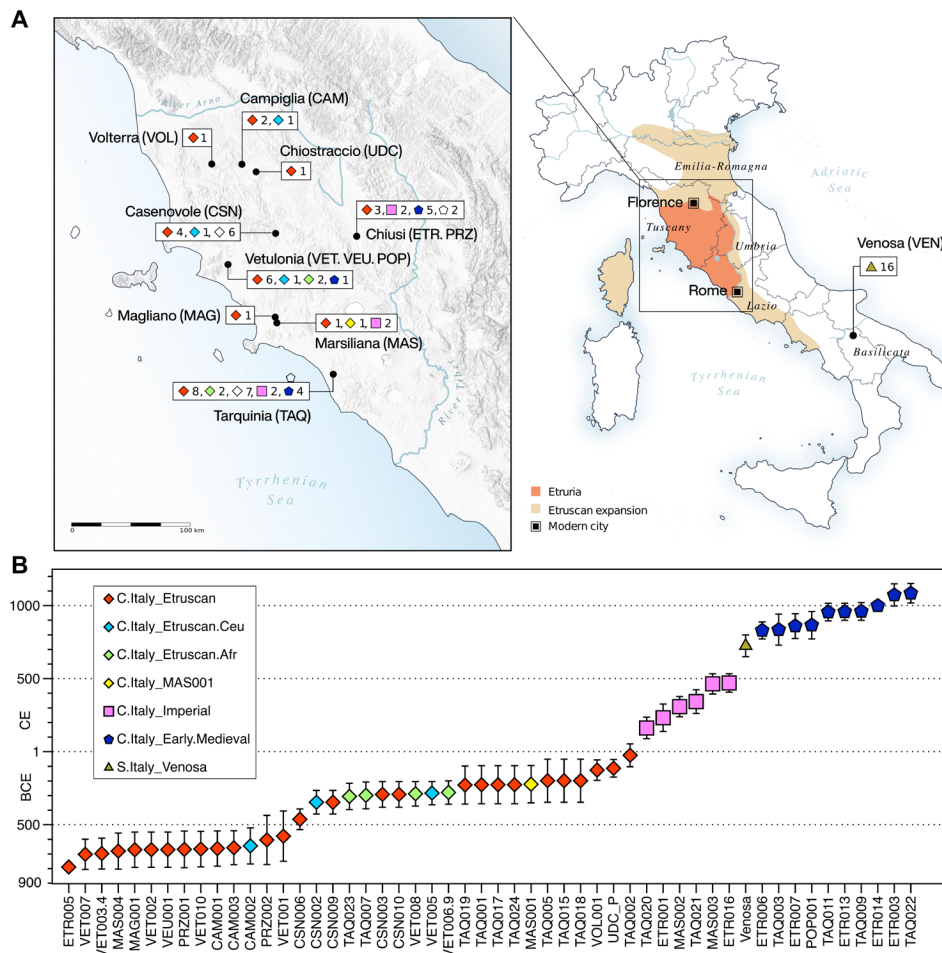 A
River Arno
Campiglia (CAM)
2, 1
Volterra (VOL)
1
Chiostraccio (UDC)
1
Casenovole (CSN)
4, 1, 6
3, 2, 5, 2
Chiusi (ETR. PRZ)
Vetulonia (VET. VEU. POP)
6, 1, 2, 1
Magliano (MAG)
1
1, 1, 2
Marsiliana (MAS)
8, 2, 7, 2, 4
Tarquinia (TAQ)
River Tiber
Tyrrhenian
Sea
0 100 km
Emilia-Romagna
Adriatic
Sea
Florence
Tuscany
Umbria
Venosa (VEN)
16
Rome
Lazio
Basilicata
Tyrrhenian
Sea
Etruria
Etruscan expansion
Modern city
B
C.Italy_Etruscan
C.Italy_Etruscan.Ceu
C.Italy_Etruscan.Afr
C.Italy_MAS001
C.Italy_Imperial
C.Italy_Early.Medieval
S.Italy_Venosa
1000
500
1
500
900
CE
BCE
ETR005
VET007
VET003.4
MAS004
MAG001
VET002
VEU001
PRZ001
VET010
CAM001
CAM003
CAM002
PRZ002
VET001
CSN006
CSN002
CSN009
TAQ023
TAQ007
CSN003
CSN010
VET008
VET005
VET006.9
TAQ019
TAQ001
TAQ017
TAQ024
MAS001
TAQ005
TAQ015
TAQ018
VOL001
UDC_P
TAQ002
TAQ020
ETR001
MAS002
TAQ021
MAS003
ETR016
Venosa
ETR006
TAQ003
ETR007
POP001
TAQ011
ETR013
TAQ009
ETR014
ETR003
TAQ022